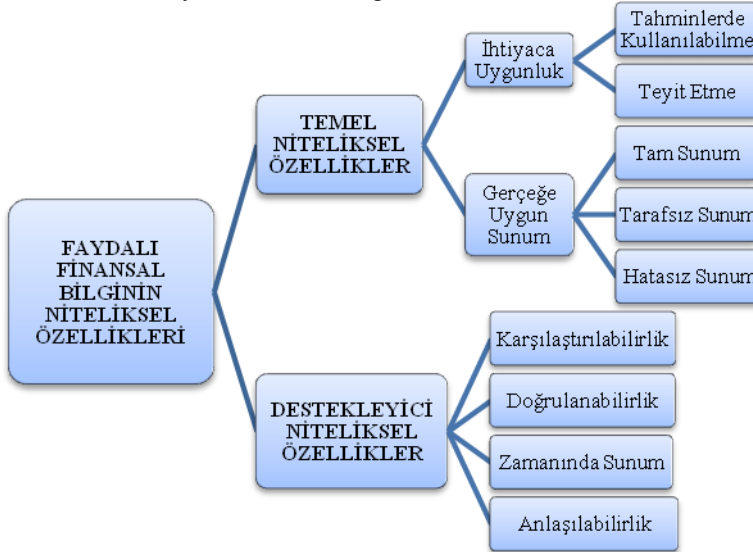 FAYDALI
FİNANSAL
BİLGİNİN
NİTELİKSEL
ÖZELLİKLERİ
TEMEL
NİTELİKSEL
ÖZELLİKLER
İhtiyaca
Uygunluk
Tahminlerde
Kullanılabilme
Teyit Etme
Gerçeğe
Uygun
Sunum
Tam Sunum
Tarafsız Sunum
Hatasız Sunum
DESTEKLEYİCİ
NİTELİKSEL
ÖZELLİKLER
Karşılaştırılabilirlik
Doğrulanabilirlik
Zamanında Sunum
Anlaşılabilirlik